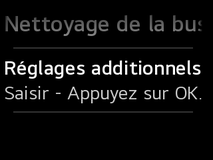 Nettoyage de la bus
Réglages additionnels
Saisir - Appuyez sur OK.